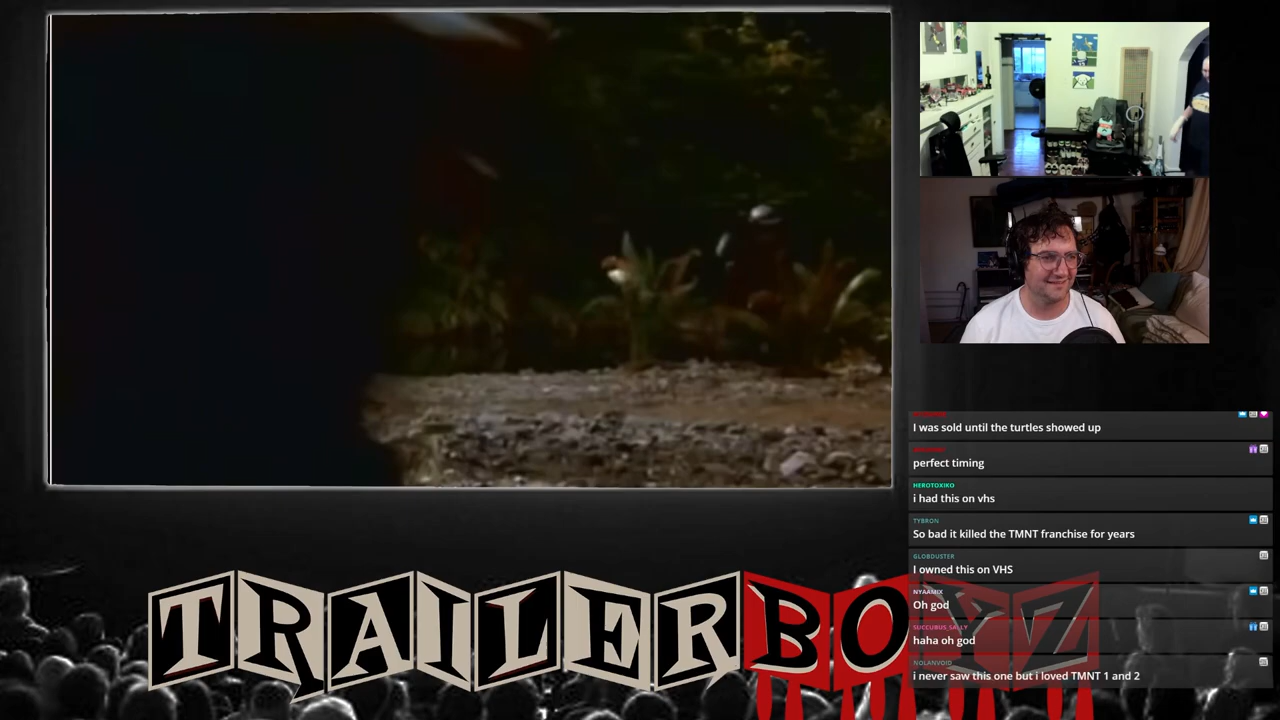 I was sold until the turtles showed up
perfect timing
HEROTOXIKO
i had this on vhs
TYBRON
So bad it killed the TMNT franchise for years
GLOBDUSTER
I owned this on VHS
NYAAMIX
Oh god
SUCCUBUS_SALLY
haha oh god
NOLANVOID
i never saw this one but i loved TMNT 1 and 2
TRAILERBOYZ